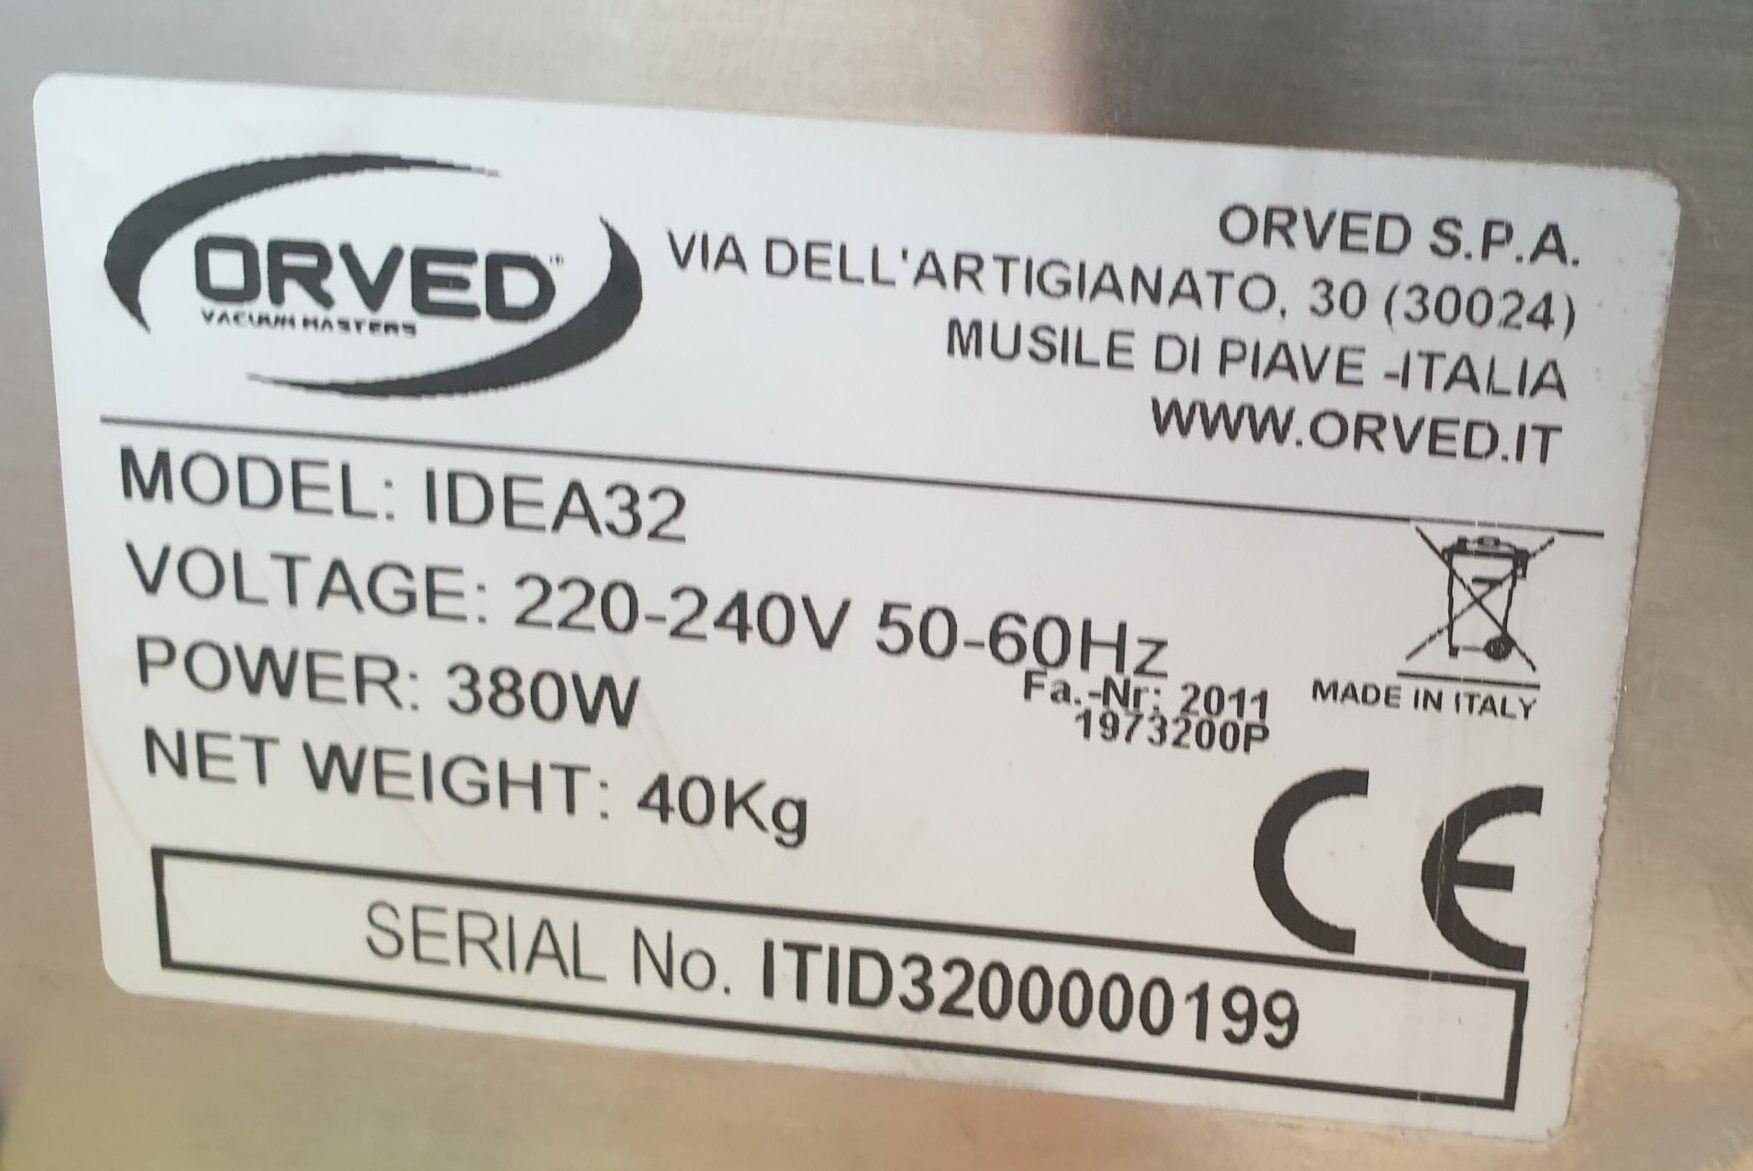 ORVED™
VACUUM MASTERS
ORVED S.P.A.
VIA DELL'ARTIGIANATO, 30 (30024)
MUSILE DI PIAVE -ITALIA
WWW.ORVED.IT
MODEL: IDEA32
VOLTAGE: 220-240V 50-60Hz
POWER: 380W
NET WEIGHT: 40Kg
Fa.-Nr: 2011
1973200P
MADE IN ITALY
CE
SERIAL No. ITID3200000199